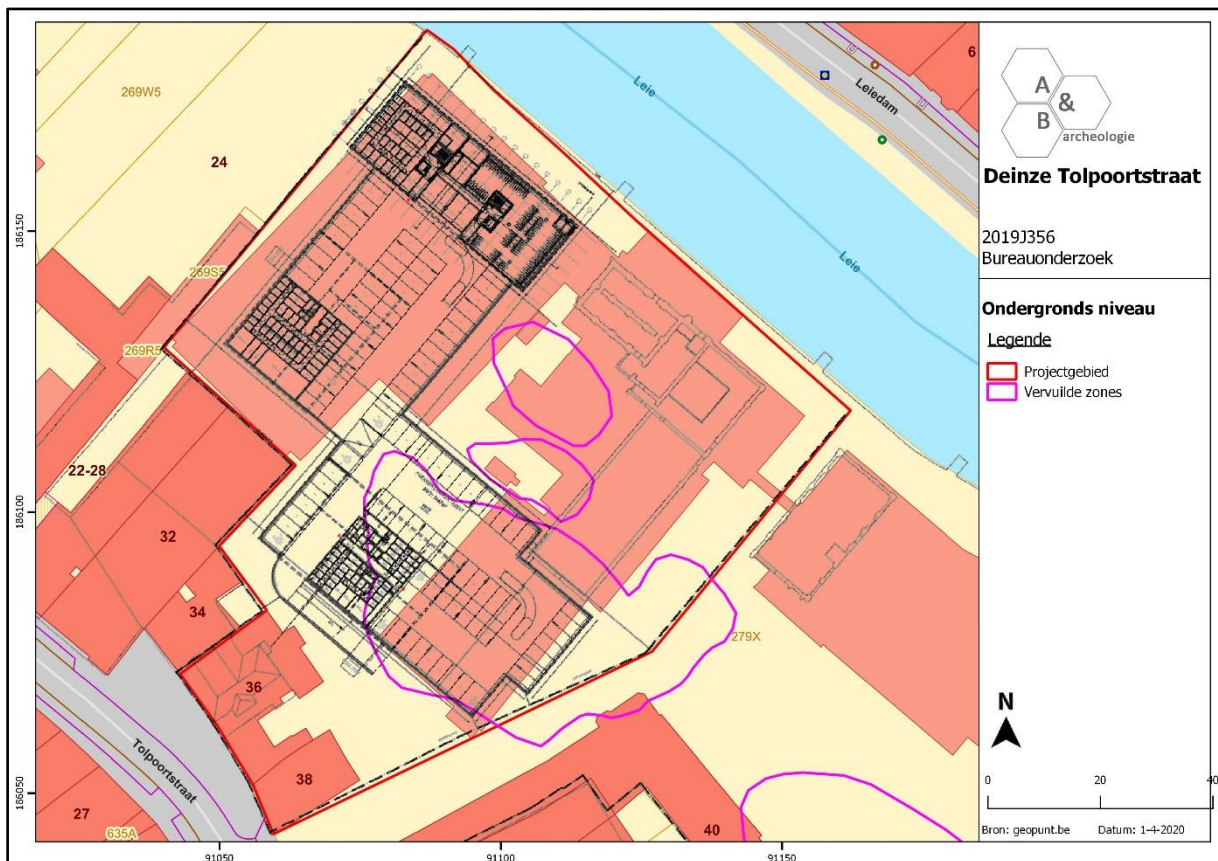 269W5
24
269S5
269R5
22-28
32
34
36
38
27
635A
40
279X
6
Leie
Leie
Leiedam
Tolpoortstraat
186150
186100
186050
91050
91100
91150
A
&
B
archeologie
Deinze Tolpoortstraat
2019J356
Bureauonderzoek
Ondergronds niveau
Legende
Projectgebied
Vervuilde zones
N
0 20 40
Bron: geopunt.be Datum: 1-4-2020